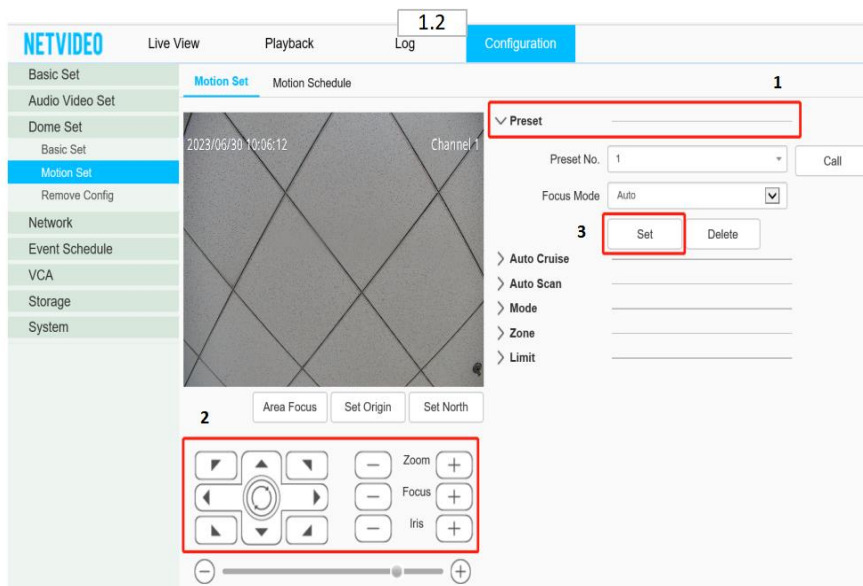 1.2
NETVIDEO Live View Playback Log Configuration
Basic Set
Audio Video Set
Dome Set
Basic Set
Motion Set
Remove Config
Network
Event Schedule
VCA
Storage
System
Motion Set Motion Schedule
2023/06/30 10:06:12 Channel 1
1
Preset
Preset No. 1 Call
Focus Mode Auto
3 Set Delete
Auto Cruise
Auto Scan
Mode
Zone
Limit
Area Focus Set Origin Set North
2
Zoom
Focus
Iris